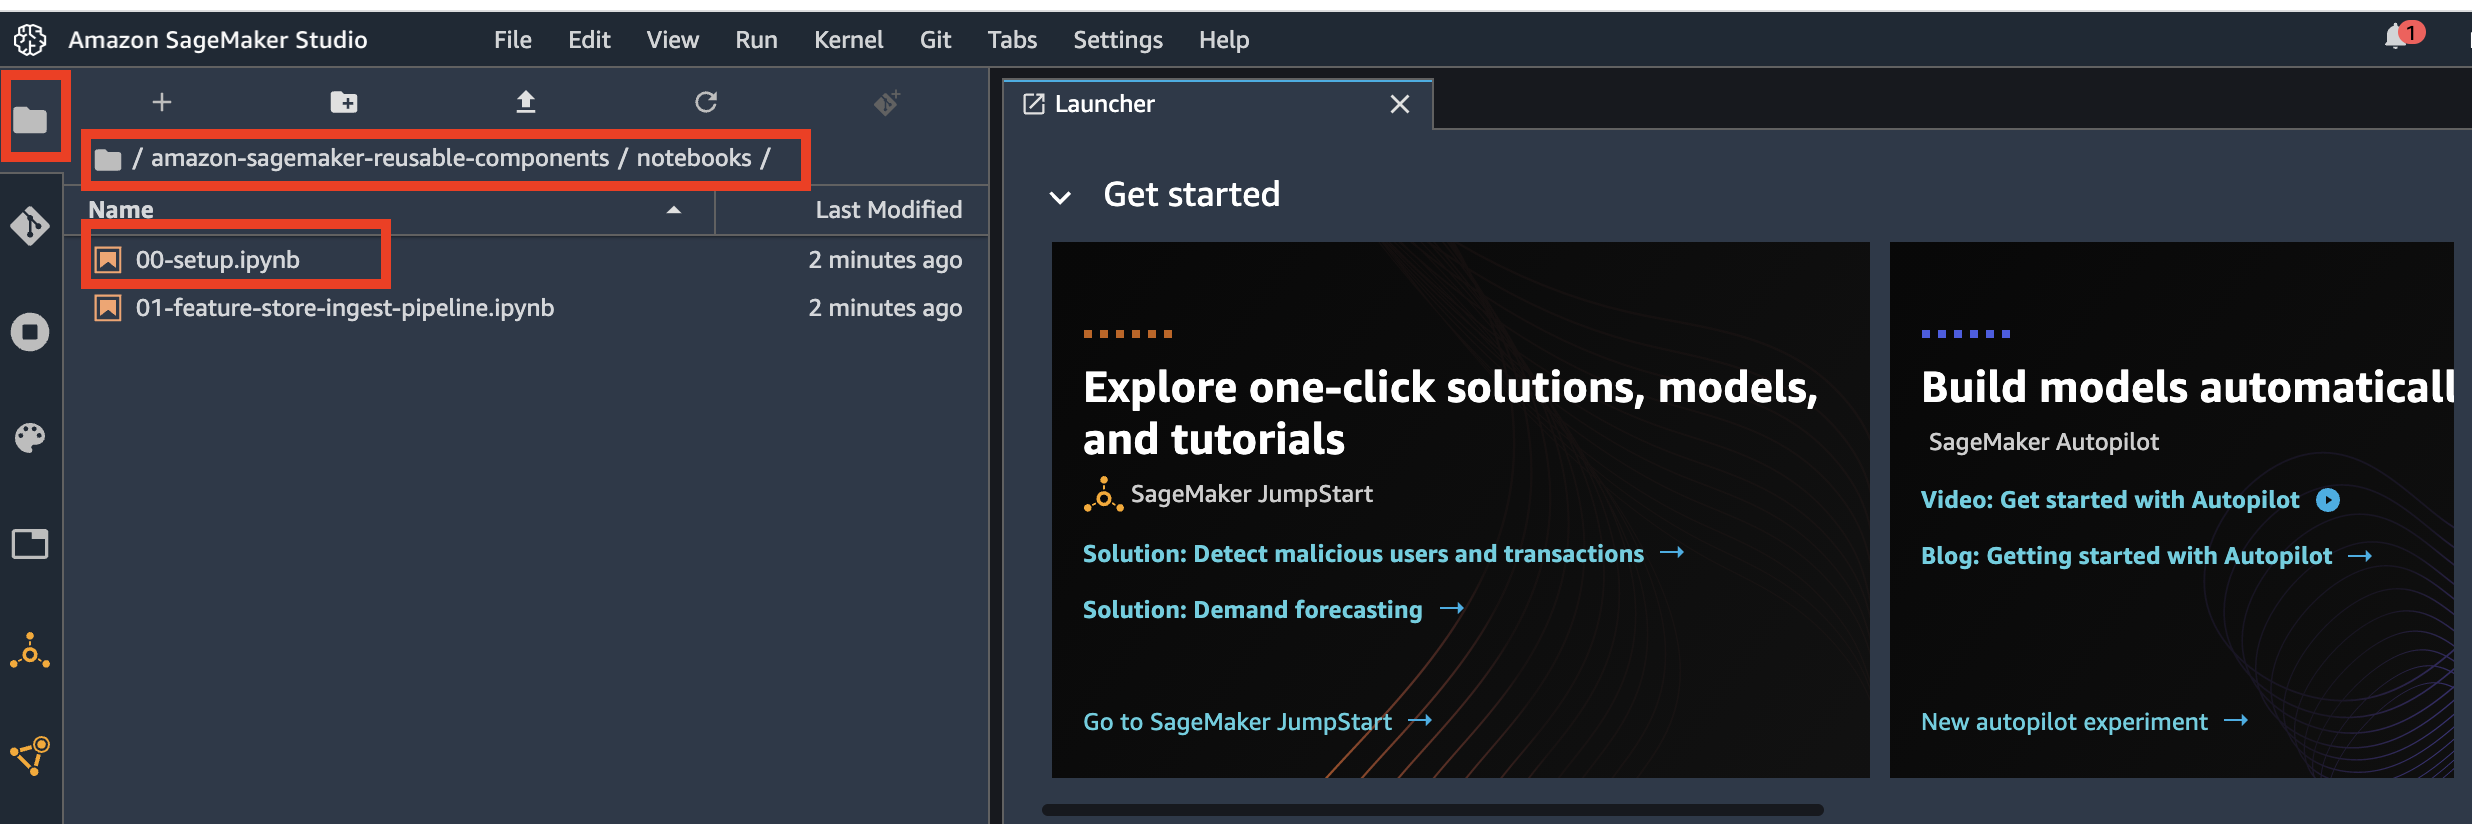 Amazon SageMaker Studio File Edit View Run Kernel Git Tabs Settings Help 1
Launcher
/ amazon-sagemaker-reusable-components / notebooks /
Name Last Modified
00-setup.ipynb 2 minutes ago
01-feature-store-ingest-pipeline.ipynb 2 minutes ago
Get started
Explore one-click solutions, models,
and tutorials
SageMaker JumpStart
Solution: Detect malicious users and transactions
Solution: Demand forecasting
Go to SageMaker JumpStart
Build models automaticall
SageMaker Autopilot
Video: Get started with Autopilot
Blog: Getting started with Autopilot
New autopilot experiment